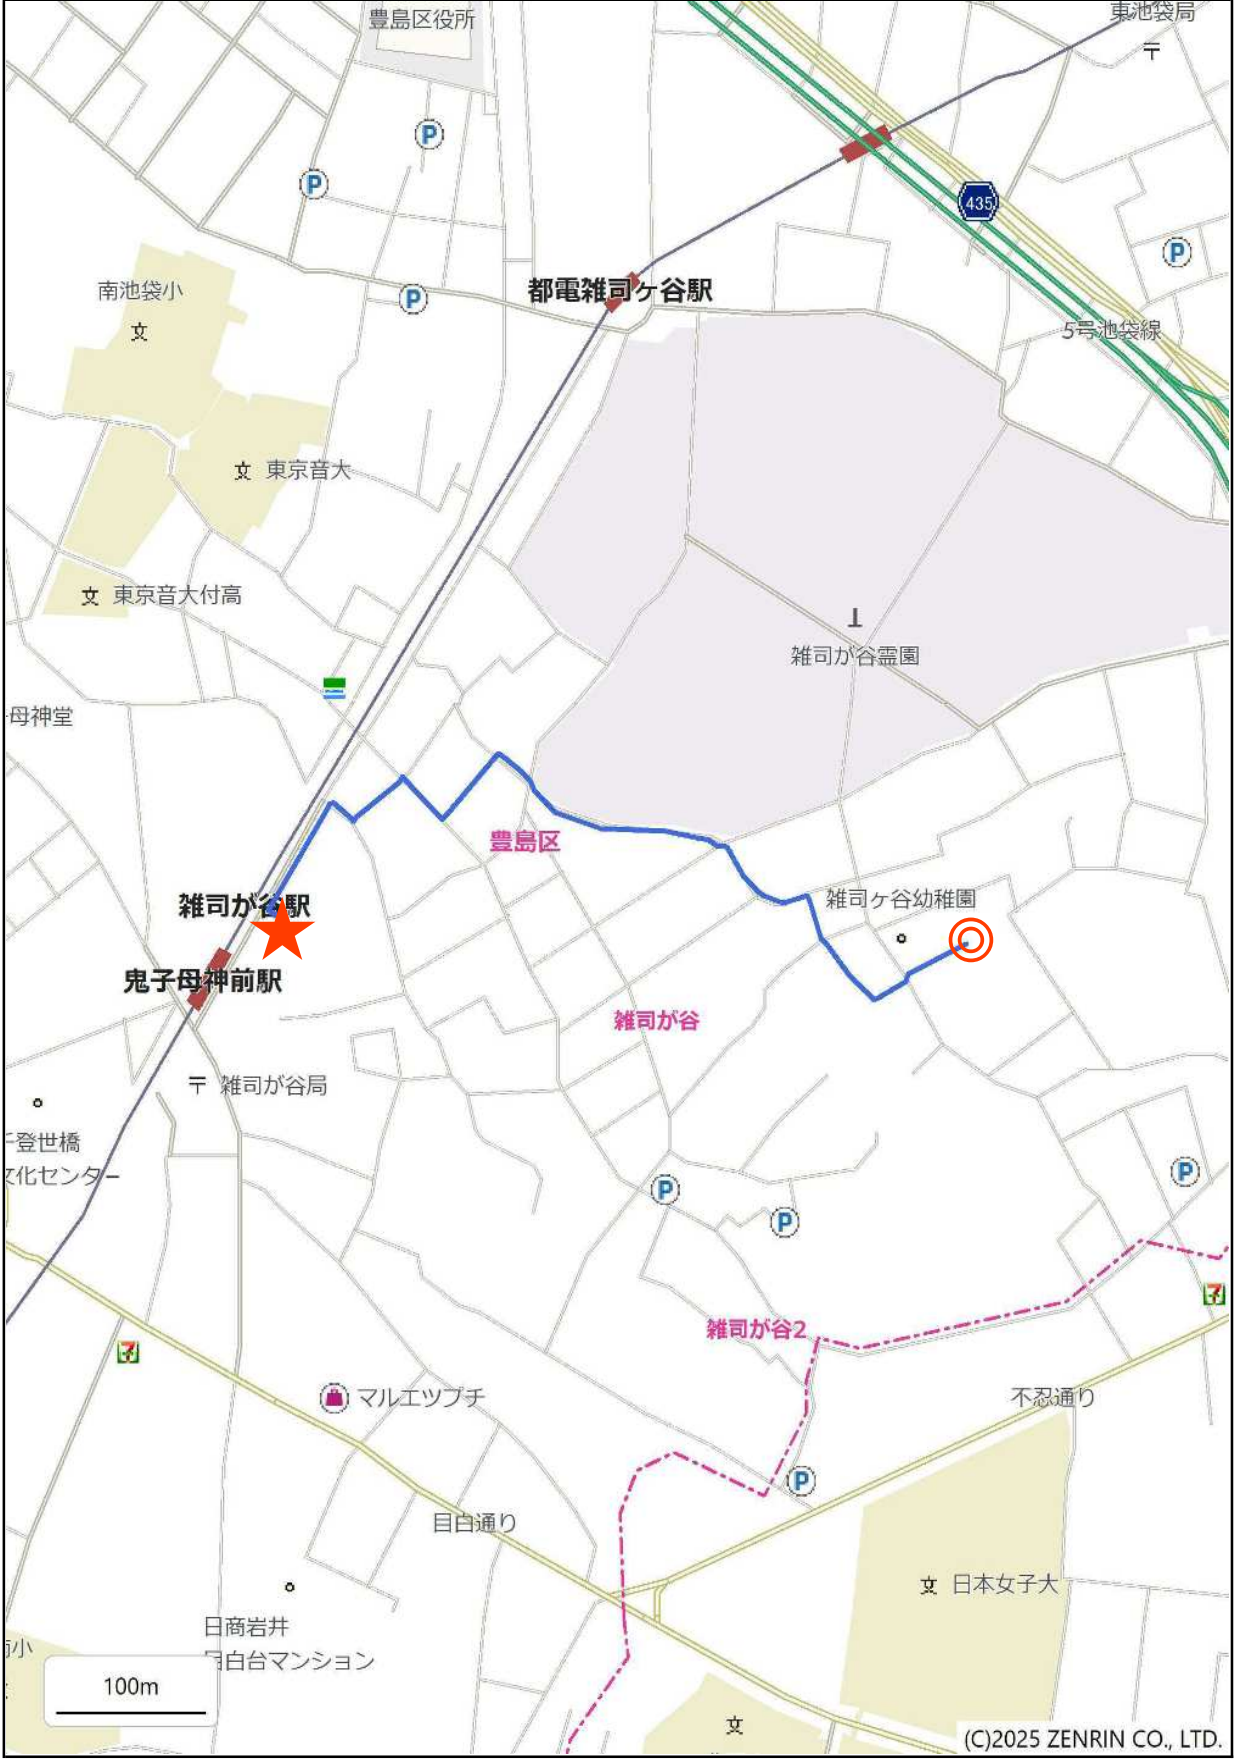 豊島区役所
東池袋局
P
P
435
P
南池袋小
P
都電雑司ケ谷駅
5号池袋線
東京音大
東京音大付高
雑司が谷霊園
母神堂
豊島区
雑司が谷駅
雑司ヶ谷幼稚園
鬼子母神前駅
雑司が谷
雑司が谷局
登世橋
化センター
P
P
P
7
雑司が谷2
7
マルエツプチ
不忍通り
P
目白通り
日本女子大
日商岩井
目白台マンション
小
100m
(C)2025 ZENRIN CO., LTD.